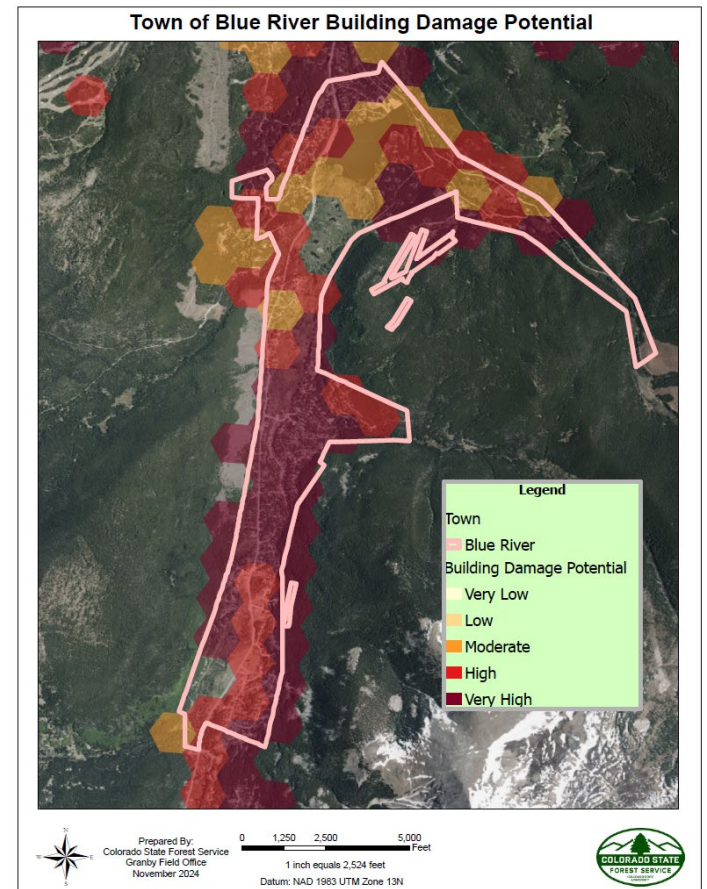 Town of Blue River Building Damage Potential
Legend
Town
Blue River
Building Damage Potential
Very Low
Low
Moderate
High
Very High
N
W
E
S
Prepared By:
Colorado State Forest Service
Granby Field Office
November 2024
0 1,250 2,500 5,000
Feet
1 inch equals 2,524 feet
Datum: NAD 1983 UTM Zone 13N
COLORADO STATE
FOREST SERVICE